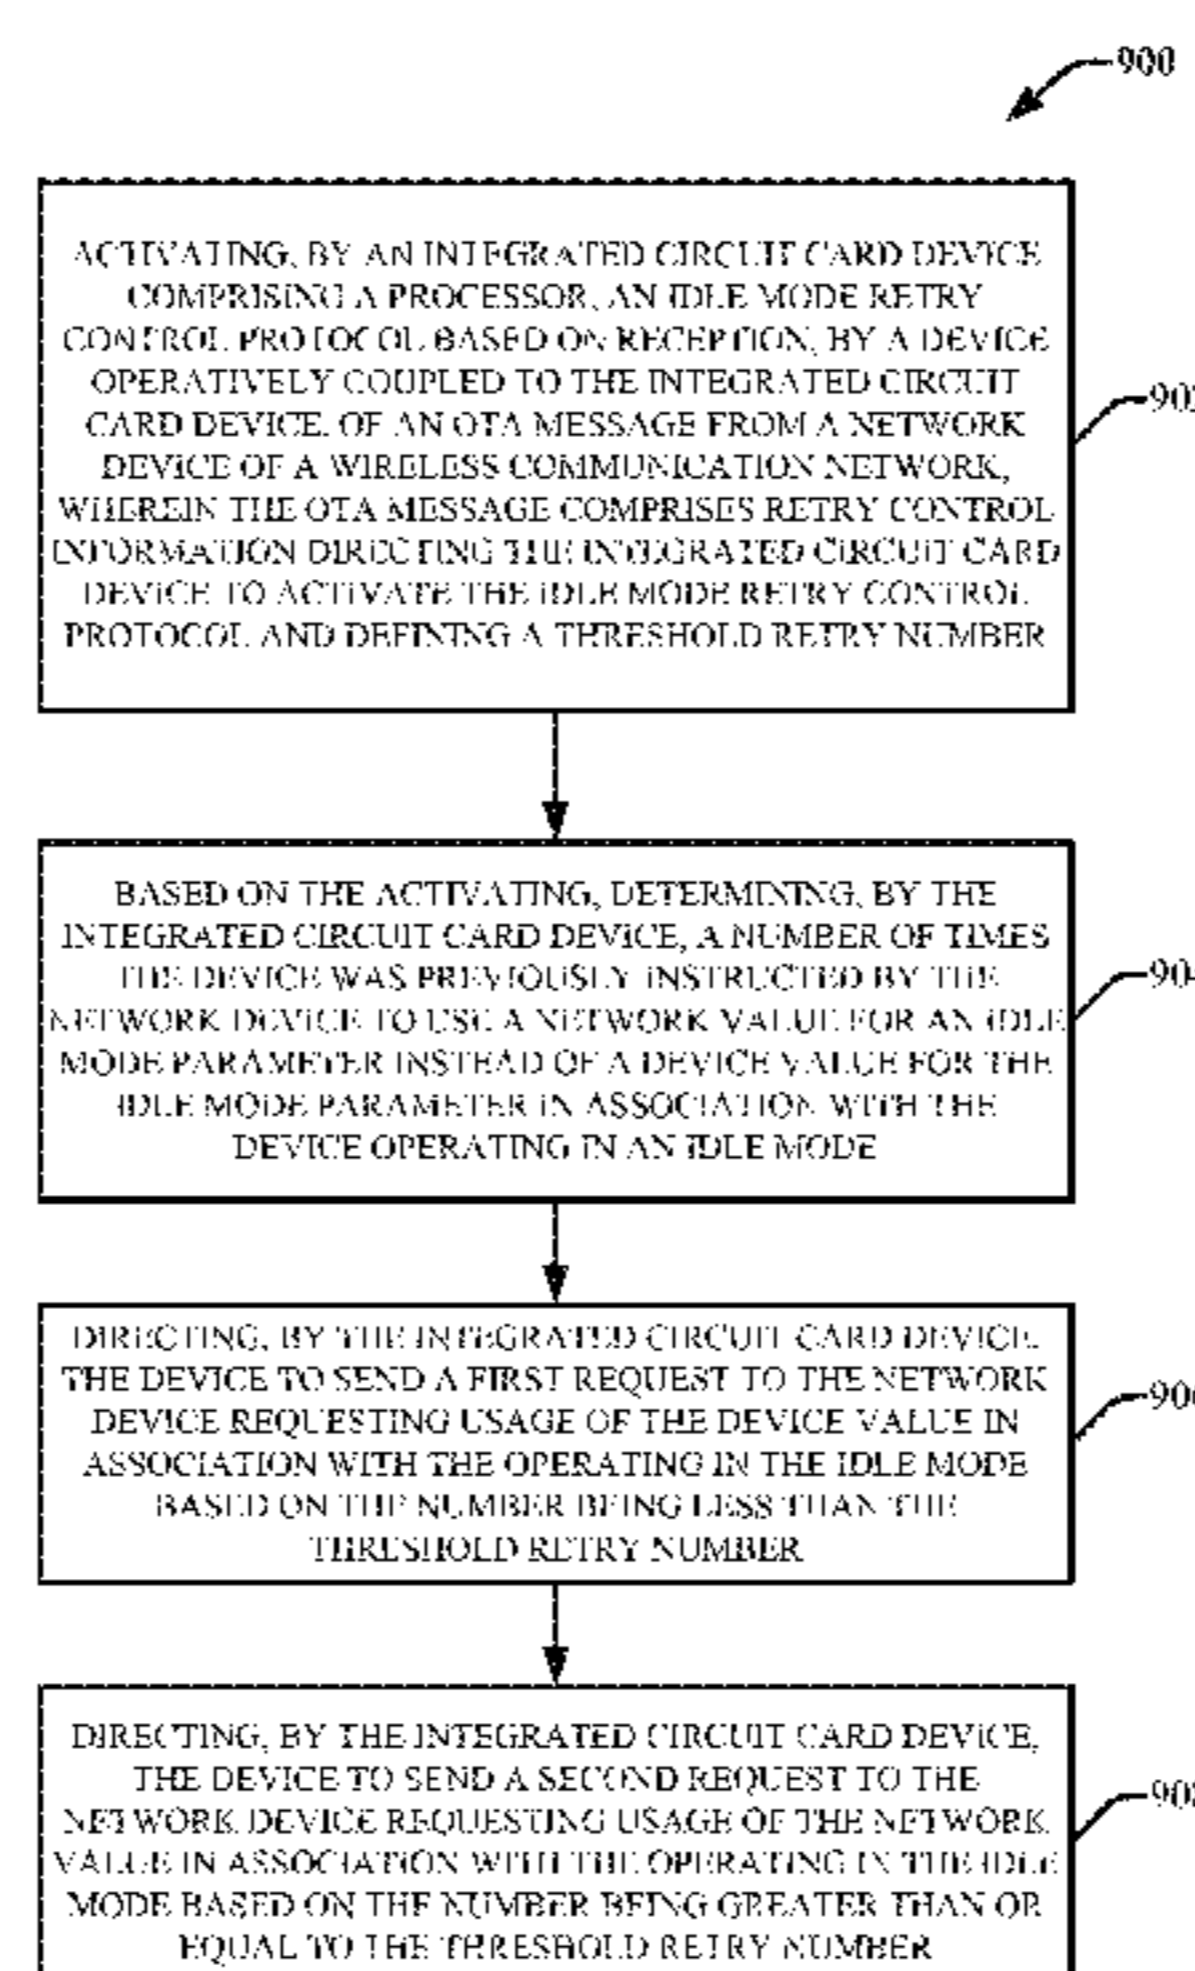 900
ACTIVATING, BY AN INTEGRATED CIRCUIT CARD DEVICE
COMPRISING A PROCESSOR, AN IDLE MODE RETRY
CONTROL PROTOCOL BASED ON RECEPTION, BY A DEVICE
OPERATIVELY COUPLED TO THE INTEGRATED CIRCUIT
CARD DEVICE, OF AN OTA MESSAGE FROM A NETWORK
DEVICE OF A WIRELESS COMMUNICATION NETWORK,
WHEREIN THE OTA MESSAGE COMPRISES RETRY CONTROL
INFORMATION DIRECTING THE INTEGRATED CIRCUIT CARD
DEVICE TO ACTIVATE THE IDLE MODE RETRY CONTROL
PROTOCOL AND DEFINING A THRESHOLD RETRY NUMBER
902
BASED ON THE ACTIVATING, DETERMINING, BY THE
INTEGRATED CIRCUIT CARD DEVICE, A NUMBER OF TIMES
THE DEVICE WAS PREVIOUSLY INSTRUCTED BY THE
NETWORK DEVICE TO USE A NETWORK VALUE FOR AN IDLE
MODE PARAMETER INSTEAD OF A DEVICE VALUE FOR THE
IDLE MODE PARAMETER IN ASSOCIATION WITH THE
DEVICE OPERATING IN AN IDLE MODE
904
DIRECTING, BY THE INTEGRATED CIRCUIT CARD DEVICE,
THE DEVICE TO SEND A FIRST REQUEST TO THE NETWORK
DEVICE REQUESTING USAGE OF THE DEVICE VALUE IN
ASSOCIATION WITH THE OPERATING IN THE IDLE MODE
BASED ON THE NUMBER BEING LESS THAN THE
THRESHOLD RETRY NUMBER
906
DIRECTING, BY THE INTEGRATED CIRCUIT CARD DEVICE,
THE DEVICE TO SEND A SECOND REQUEST TO THE
NETWORK DEVICE REQUESTING USAGE OF THE NETWORK
VALUE IN ASSOCIATION WITH THE OPERATING IN THE IDLE
MODE BASED ON THE NUMBER BEING GREATER THAN OR
EQUAL TO THE THRESHOLD RETRY NUMBER
908